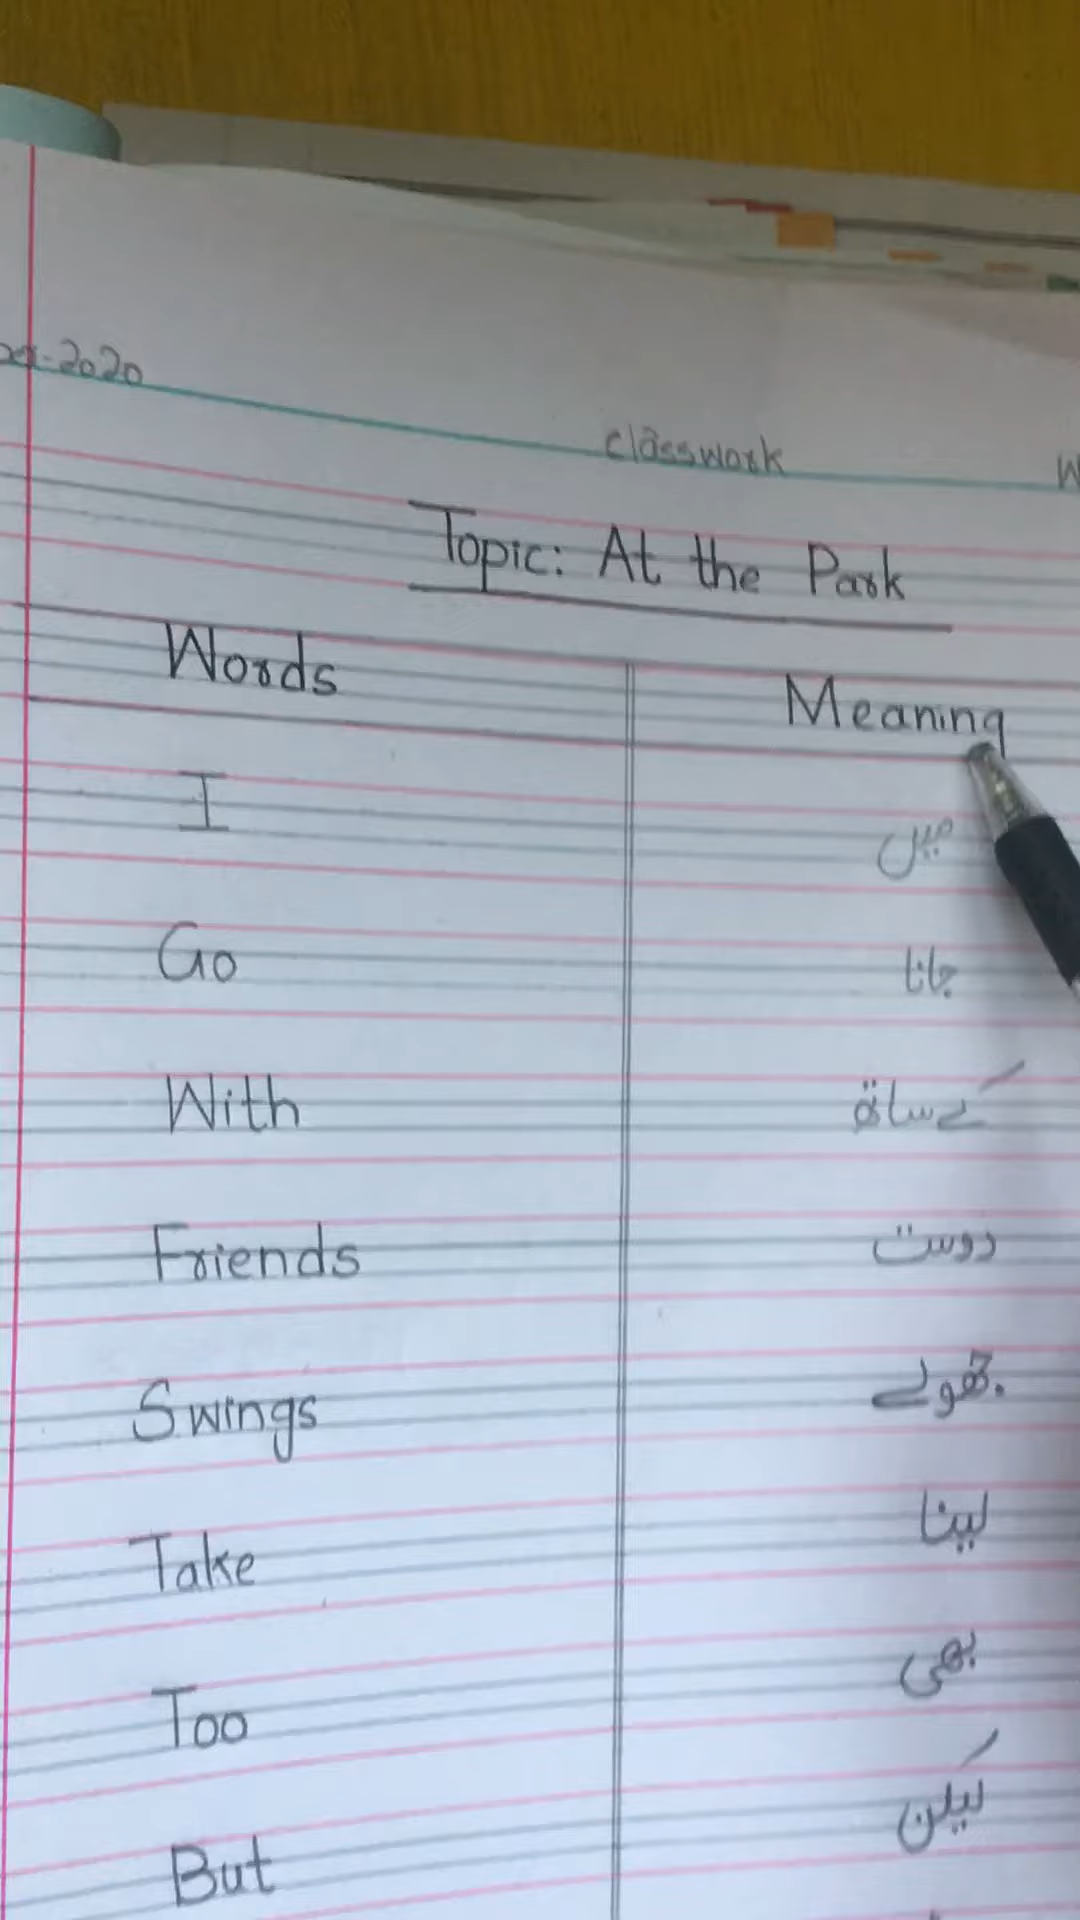 -2020
classwork
W
Topic: At the Park
Words Meaning
I میں
Go جانا
With کے ساتھ
Friends دوست
Swings جھولے
Take لینا
Too بھی
But لیکن